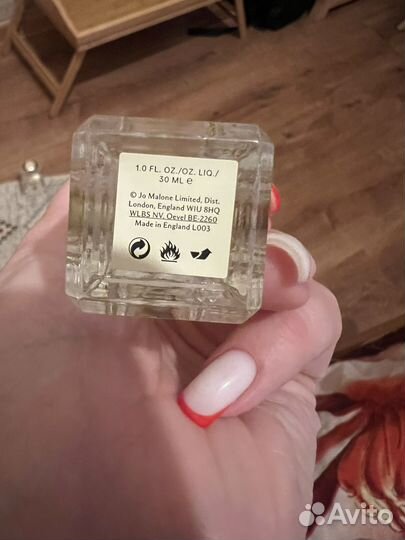 1.0 FL. OZ./OZ. LIQ./
30 ML e
© Jo Malone Limited, Dist.
London, England W1U 8HQ
WLBS NV. Oevel BE-2260
Made in England L003
Avito